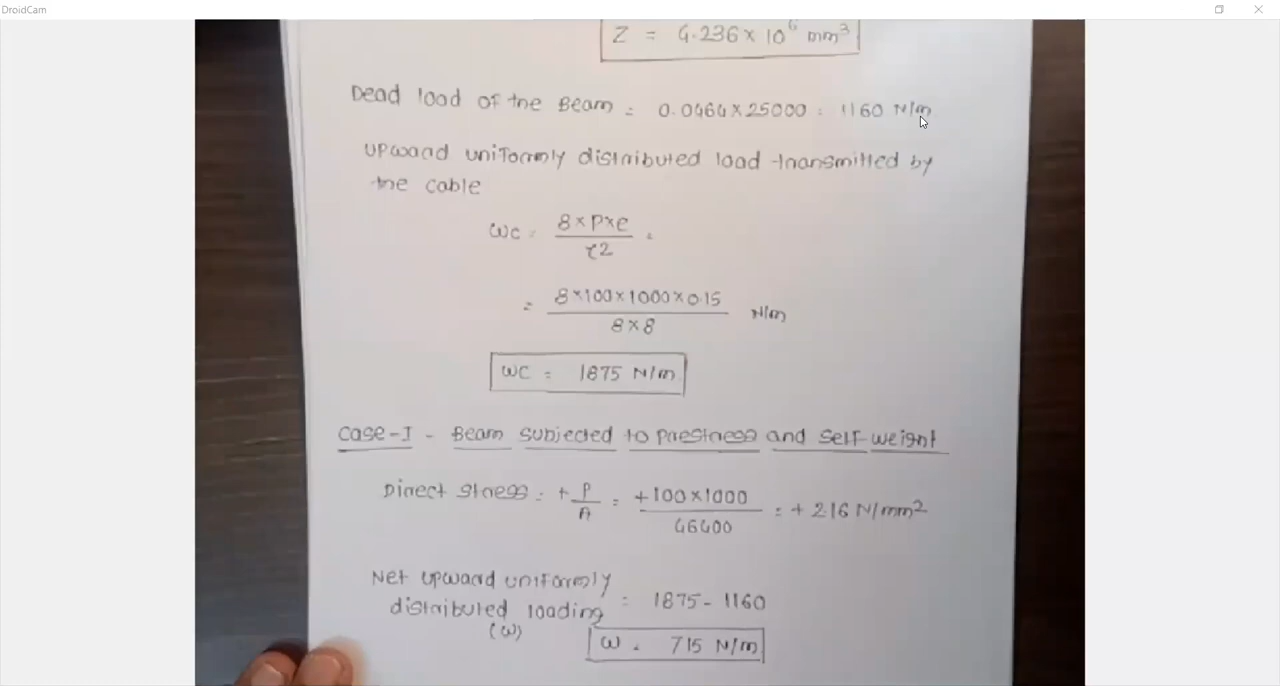 DroidCam
Z = 4.236 × 10⁶ mm³
Dead load of the Beam = 0.0464 × 25000 = 1160 N/m
upward uniformly distributed load transmitted by
the cable
wc = 8 × P × e / l2 =
= 8 × 100 × 1000 × 0.15 / 8 × 8 N/m
wc = 1875 N/m
Case-I - Beam subjected to prestress and self-weight
Direct stress = + P/A = +100 × 1000 / 46400 = + 2.16 N/mm²
Net upward uniformly
distributed loading = 1875 - 1160
(w)
w = 715 N/m